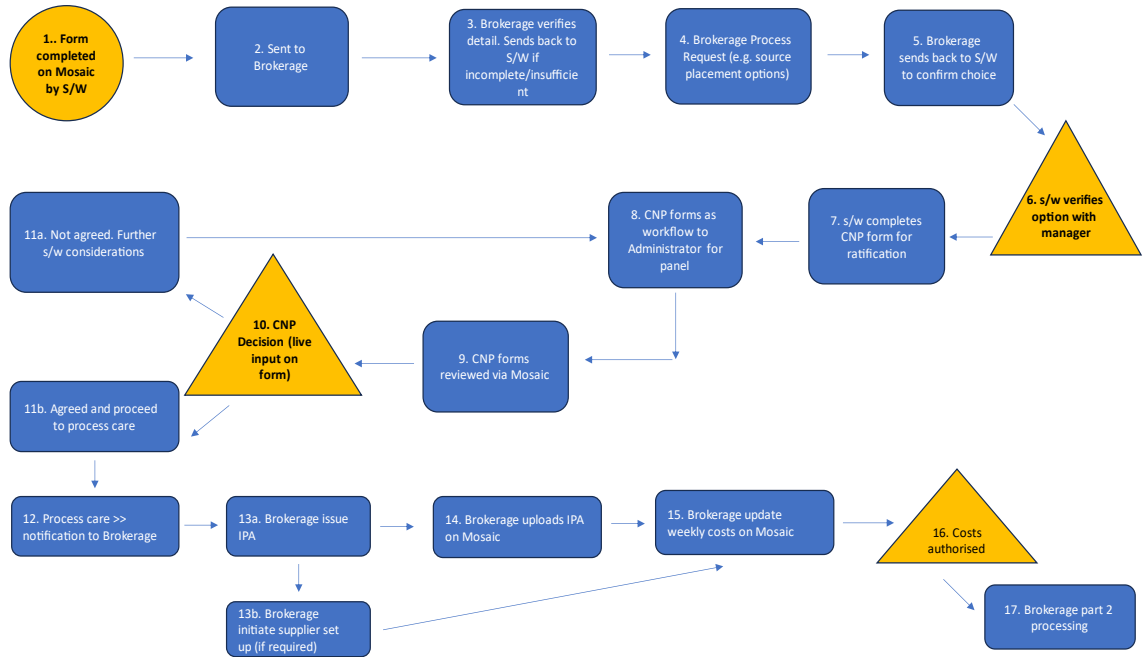 1.. Form
completed
on Mosaic
by S/W
2. Sent to
Brokerage
3. Brokerage verifies
detail. Sends back to
S/W if
incomplete/insufficie
nt
4. Brokerage Process
Request (e.g. source
placement options)
5. Brokerage
sends back to S/W
to confirm choice
6. s/w verifies
option with
manager
7. s/w completes
CNP form for
ratification
8. CNP forms as
workflow to
Administrator for
panel
9. CNP forms
reviewed via Mosaic
10. CNP
Decision (live
input on
form)
11a. Not agreed. Further
s/w considerations
11b. Agreed and proceed
to process care
12. Process care >>
notification to Brokerage
13a. Brokerage issue
IPA
13b. Brokerage
initiate supplier set
up (if required)
14. Brokerage uploads IPA
on Mosaic
15. Brokerage update
weekly costs on Mosaic
16. Costs
authorised
17. Brokerage part 2
processing